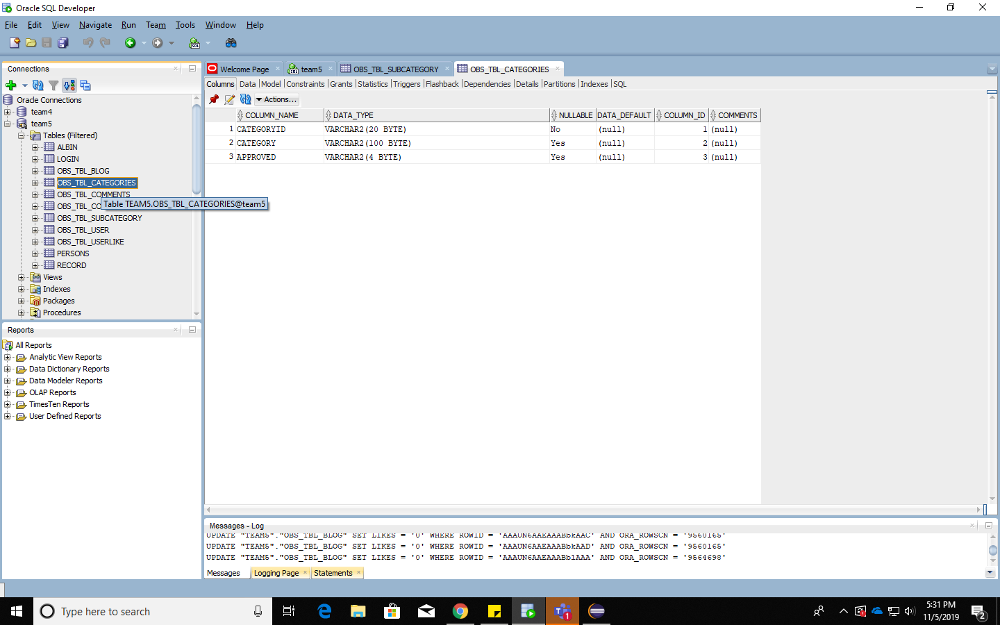 Oracle SQL Developer
File Edit View Navigate Run Team Tools Window Help
Connections
Oracle Connections
team4
team5
Tables (Filtered)
ALBIN
LOGIN
OBS_TBL_BLOG
OBS_TBL_CATEGORIES
OBS_TBL_COMMENTS
OBS_TBL_CO
Table TEAM5.OBS_TBL_CATEGORIES@team5
OBS_TBL_SUBCATEGORY
OBS_TBL_USER
OBS_TBL_USERLIKE
PERSONS
RECORD
Views
Indexes
Packages
Procedures
Reports
All Reports
Analytic View Reports
Data Dictionary Reports
Data Modeler Reports
OLAP Reports
TimesTen Reports
User Defined Reports
Welcome Page team5 OBS_TBL_SUBCATEGORY OBS_TBL_CATEGORIES
Columns Data Model Constraints Grants Statistics Triggers Flashback Dependencies Details Partitions Indexes SQL
Actions...
COLUMN_NAME DATA_TYPE NULLABLE DATA_DEFAULT COLUMN_ID COMMENTS
1 CATEGORYID VARCHAR2(20 BYTE) No (null) 1 (null)
2 CATEGORY VARCHAR2(100 BYTE) Yes (null) 2 (null)
3 APPROVED VARCHAR2(4 BYTE) Yes (null) 3 (null)
Messages - Log
UPDATE "TEAM5"."OBS_TBL_BLOG" SET LIKES = '0' WHERE ROWID = 'AAAUN6AAEAAABbkAAC' AND ORA_ROWSCN = '9560165'
UPDATE "TEAM5"."OBS_TBL_BLOG" SET LIKES = '0' WHERE ROWID = 'AAAUN6AAEAAABbkAAD' AND ORA_ROWSCN = '9560165'
UPDATE "TEAM5"."OBS_TBL_BLOG" SET LIKES = '0' WHERE ROWID = 'AAAUN6AAEAAABblAAA' AND ORA_ROWSCN = '9564698'
Messages Logging Page Statements
Type here to search
1
5:31 PM
11/5/2019
2